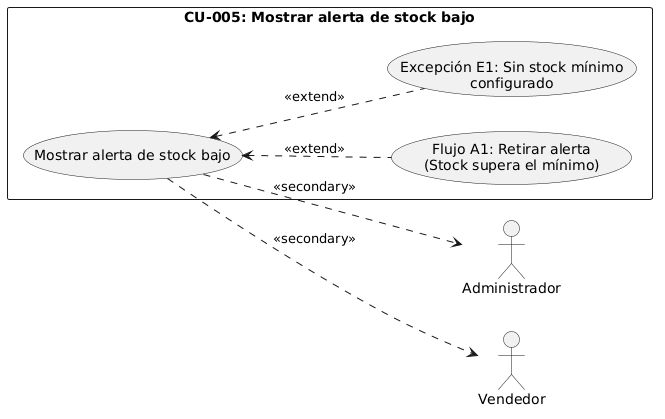 CU-005: Mostrar alerta de stock bajo
Excepción E1: Sin stock mínimo
configurado
«extend»
Mostrar alerta de stock bajo
«extend»
Flujo A1: Retirar alerta
(Stock supera el mínimo)
«secondary»
«secondary»
Administrador
Vendedor